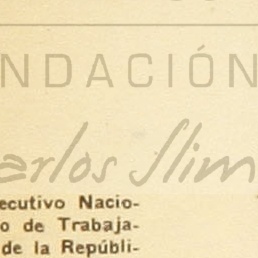 NDACIÓN
arlos Slim
ecutivo Nacio-
o de Trabaja-
de la Repúbli-